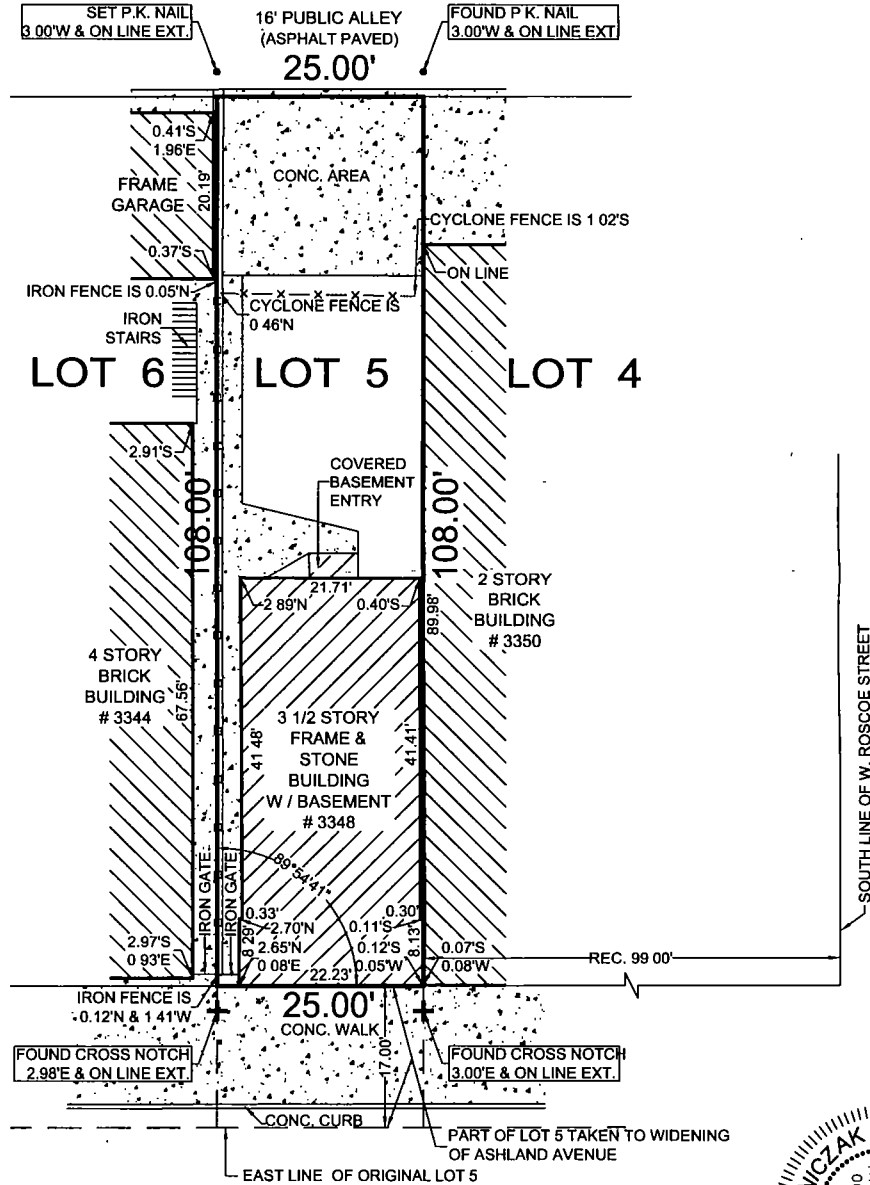 SET P.K. NAIL
3 00'W & ON LINE EXT.
16' PUBLIC ALLEY
(ASPHALT PAVED)
25.00'
FOUND P K. NAIL
3.00'W & ON LINE EXT
0.41'S
1.96'E
FRAME
GARAGE
20.19'
CONC. AREA
CYCLONE FENCE IS 1 02'S
0.37'S
ON LINE
IRON FENCE IS 0.05'N
CYCLONE FENCE IS
0 46'N
IRON
STAIRS
LOT 6
LOT 5
LOT 4
2.91'S
108.00'
COVERED
BASEMENT
ENTRY
108.00'
21.71'
2 89'N
0.40'S
89.98'
2 STORY
BRICK
BUILDING
# 3350
4 STORY
BRICK
BUILDING
# 3344
67.56'
41 48'
3 1/2 STORY
FRAME &
STONE
BUILDING
W / BASEMENT
# 3348
41.41'
SOUTH LINE OF W. ROSCOE STREET
89°54'41"
IRON GATE
IRON GATE
0.33'
2.70'N
2.65'N
0 08'E
8.29'
0.30'
0.11'S
0.12'S
0.05'W
8.13'
0.07'S
0.08'W
2.97'S
0 93'E
22.23'
REC. 99 00'
IRON FENCE IS
0.12'N & 1 41'W
25.00'
CONC. WALK
FOUND CROSS NOTCH
2.98'E & ON LINE EXT.
17.00'
FOUND CROSS NOTCH
3.00'E & ON LINE EXT.
CONC. CURB
PART OF LOT 5 TAKEN TO WIDENING
OF ASHLAND AVENUE
EAST LINE OF ORIGINAL LOT 5
NICZAK